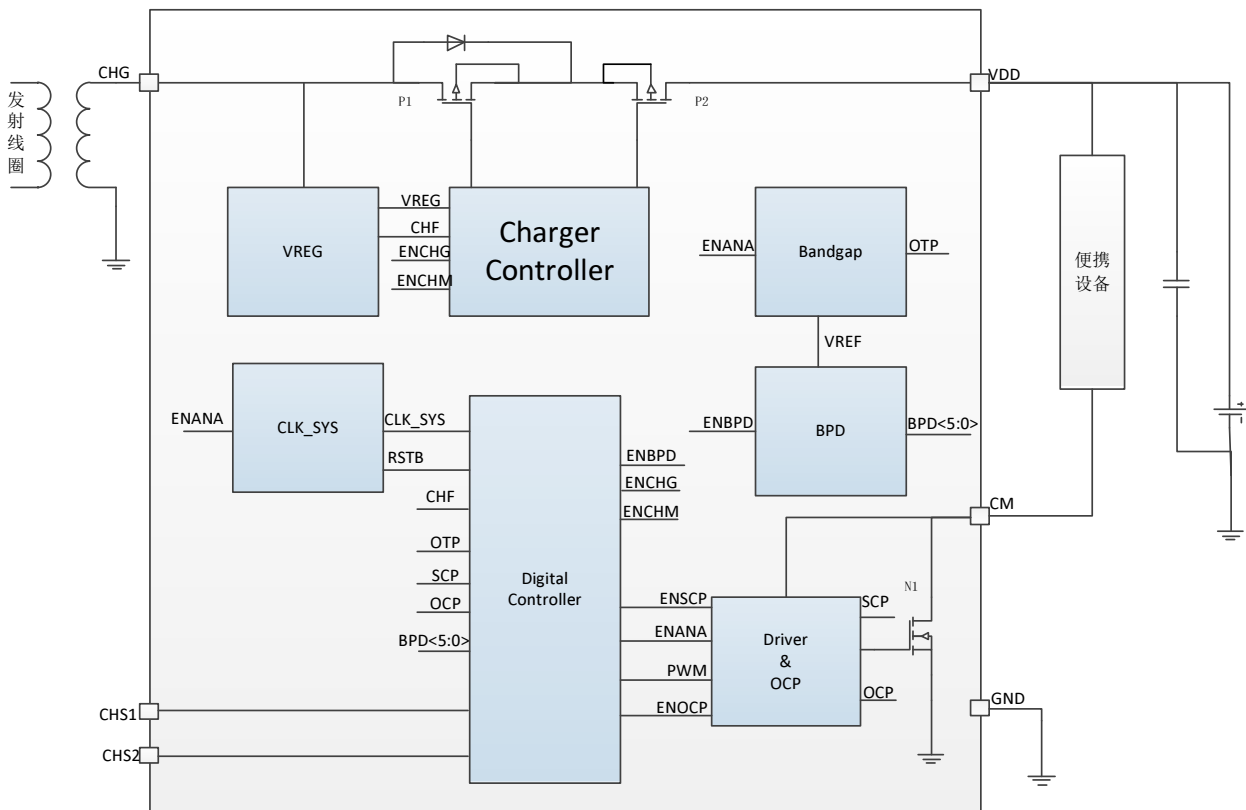 CHG
VDD
发
射
线
圈
P1
P2
VREG
VREG
CHF
ENCHG
ENCHM
Charger
Controller
ENANA
Bandgap
OTP
便携
设备
VREF
ENANA
CLK_SYS
CLK_SYS
RSTB
ENBPD
BPD
BPD<5:0>
+
-
CHF
OTP
SCP
OCP
BPD<5:0>
Digital
Controller
ENBPD
ENCHG
ENCHM
CM
N1
ENSCP
ENANA
PWM
ENOCP
Driver
&
OCP
SCP
OCP
GND
CHS1
CHS2